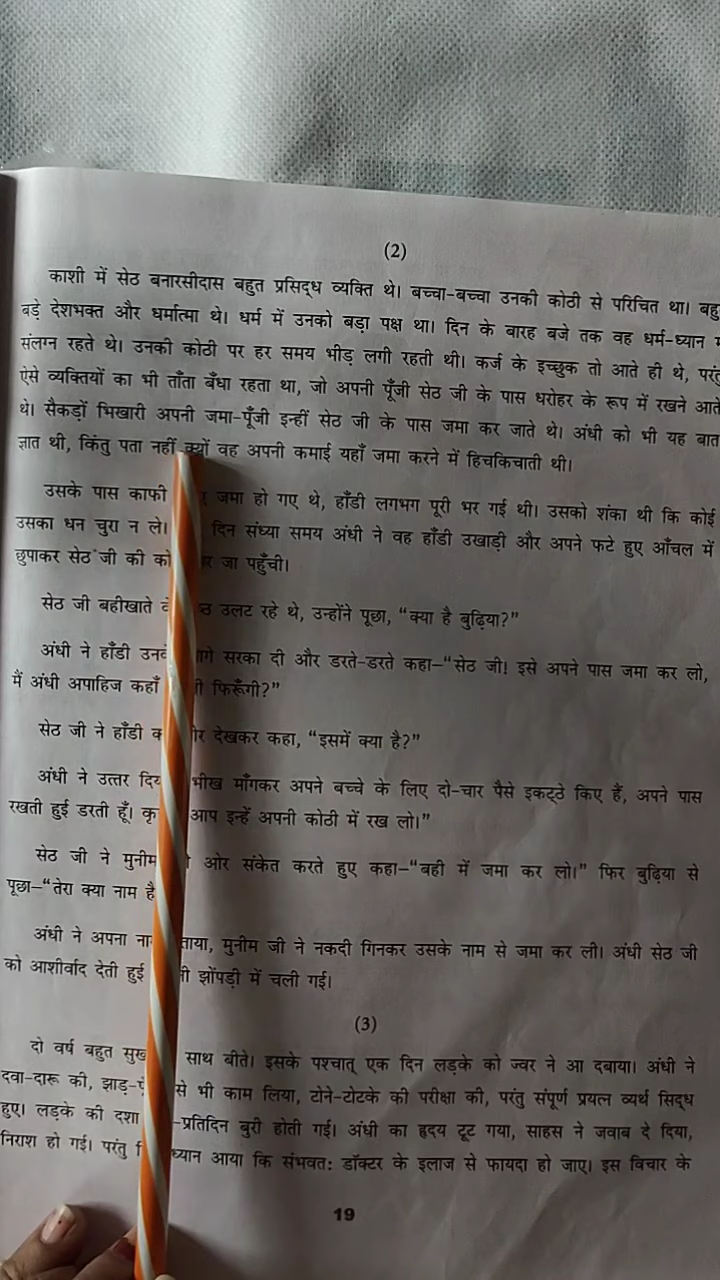 (2)
काशी में सेठ बनारसीदास बहुत प्रसिद्ध व्यक्ति थे। बच्चा-बच्चा उनकी कोठी से परिचित था।
बड़े देशभक्त और धर्मात्मा थे। धर्म में उनको बड़ा पक्ष था। दिन के बारह बजे तक वह धर्म-ध्यान
संलग्न रहते थे। उनकी कोठी पर हर समय भीड़ लगी रहती थी। कर्ज के इच्छुक तो आते ही थे,
ऐसे व्यक्तियों का भी ताँता बँधा रहता था, जो अपनी पूँजी सेठ जी के पास धरोहर के रूप में रखने आते
थे। सैकड़ों भिखारी अपनी जमा-पूँजी इन्हीं सेठ जी के पास जमा कर जाते थे। अंधी को भी यह बात
ज्ञात थी, किंतु पता नहीं क्यों वह अपनी कमाई यहाँ जमा करने में हिचकिचाती थी।
उसके पास काफी जमा हो गए थे, हाँडी लगभग पूरी भर गई थी। उसको शंका थी कि कोई
उसका धन चुरा न ले। दिन संध्या समय अंधी ने वह हाँडी उखाड़ी और अपने फटे हुए आँचल में
छुपाकर सेठ जी की जा पहुँची।
सेठ जी बहीखाते उलट रहे थे, उन्होंने पूछा, “क्या है बुढ़िया?”
अंधी ने हाँडी सरका दी और डरते-डरते कहा–“सेठ जी! इसे अपने पास जमा कर लो,
मैं अंधी अपाहिज कहाँ फिरूँगी?”
सेठ जी ने हाँडी देखकर कहा, “इसमें क्या है?”
अंधी ने उत्तर भीख माँगकर अपने बच्चे के लिए दो-चार पैसे इकट्ठे किए हैं, अपने पास
रखती हुई डरती हूँ। आप इन्हें अपनी कोठी में रख लो।”
सेठ जी ने मुनीम ओर संकेत करते हुए कहा–“बही में जमा कर लो।” फिर बुढ़िया से
पूछा–“तेरा क्या नाम है
अंधी ने अपना मुनीम जी ने नकदी गिनकर उसके नाम से जमा कर ली। अंधी सेठ जी
को आशीर्वाद देती हुई झोंपड़ी में चली गई।
(3)
दो वर्ष बहुत साथ बीते। इसके पश्चात् एक दिन लड़के को ज्वर ने आ दबाया। अंधी ने
दवा-दारू की, से भी काम लिया, टोने-टोटके की परीक्षा की, परंतु संपूर्ण प्रयत्न व्यर्थ सिद्ध
हुए। लड़के की दशा -प्रतिदिन बुरी होती गई। अंधी का हृदय टूट गया, साहस ने जवाब दे दिया,
निराश हो गई। परंतु ध्यान आया कि संभवत: डॉक्टर के इलाज से फायदा हो जाए। इस विचार के
19